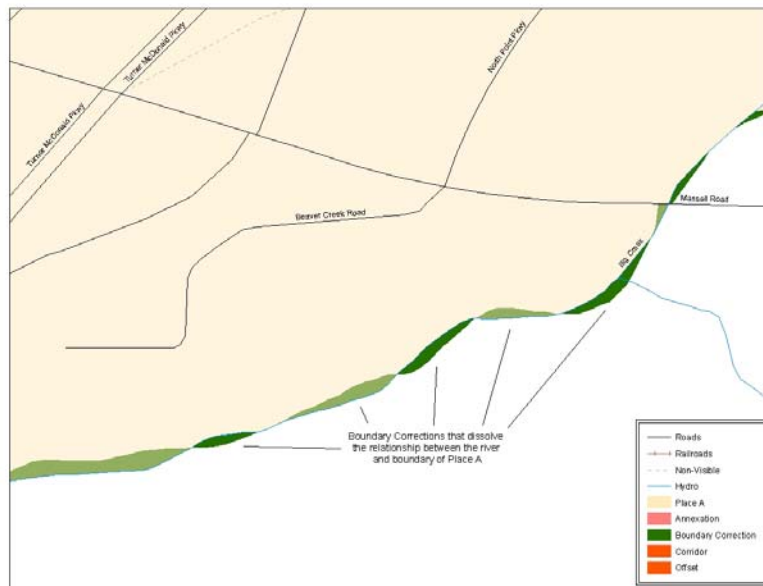 Turner McDonald Pkwy
Turner McDonald Pkwy
North Point Pkwy
Massell Road
Beaver Creek Road
Big Creek
Boundary Corrections that dissolve
the relationship between the river
and boundary of Place A
Roads
Railroads
Non-Visible
Hydro
Place A
Annexation
Boundary Correction
Corridor
Offset